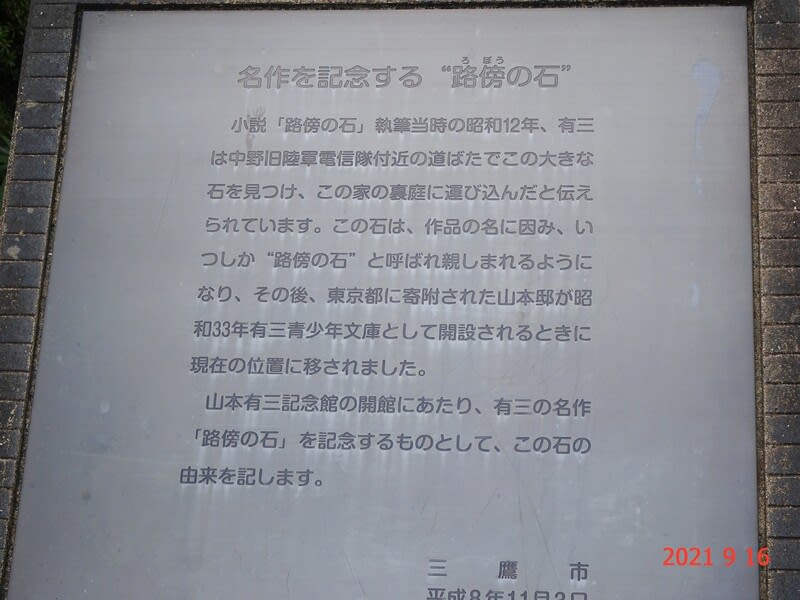 名作を記念する “路傍の石”
ろ ぼう
小説「路傍の石」執筆当時の昭和12年、有三
は中野旧陸軍電信隊付近の道ばたでこの大きな
石を見つけ、この家の裏庭に運び込んだと伝え
られています。この石は、作品の名に因み、い
つしか “路傍の石” と呼ばれ親しまれるように
なり、その後、東京都に寄附された山本邸が昭
和33年有三青少年文庫として開設されるときに
現在の位置に移されました。
山本有三記念館の開館にあたり、有三の名作
「路傍の石」を記念するものとして、この石の
由来を記します。
三 鷹 市
平成8年11月3日
2021 9 16